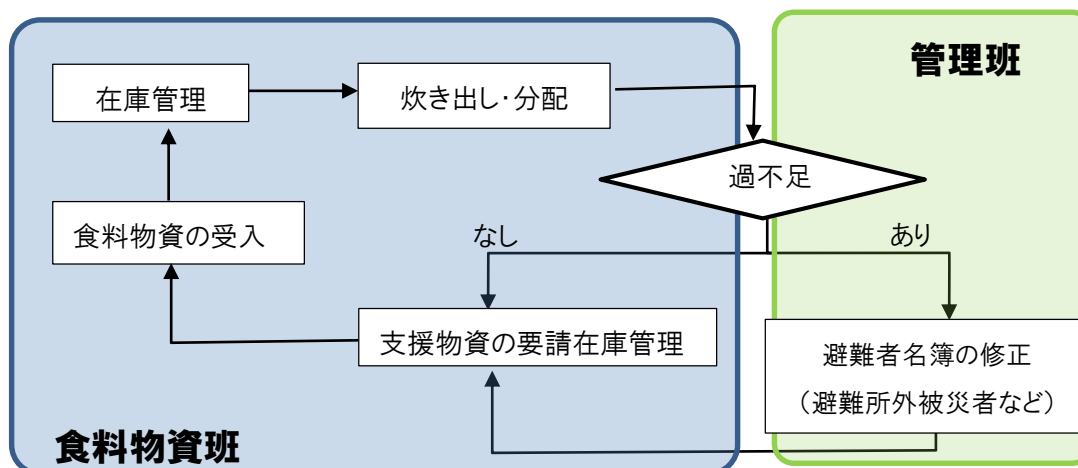 管理班
在庫管理
炊き出し・分配
過不足
食料物資の受入
なし
あり
支援物資の要請在庫管理
避難者名簿の修正
（避難所外被災者など）
食料物資班